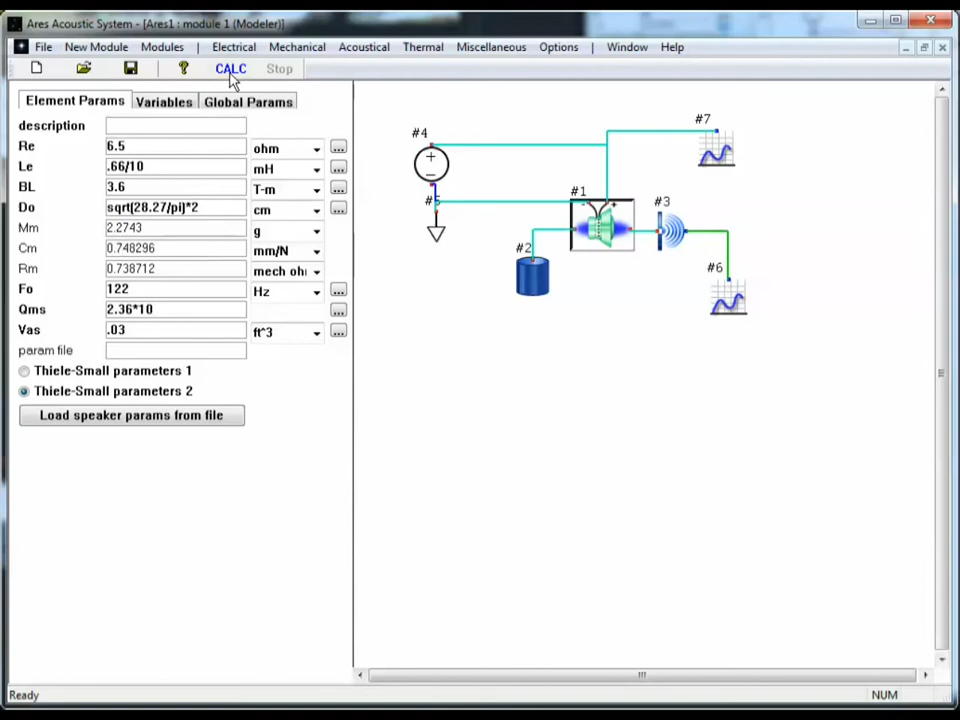 Ares Acoustic System - [Ares1 : module 1 (Modeler)]
File New Module Modules | Electrical Mechanical Acoustical Thermal Miscellaneous Options | Window Help
CALC Stop
Element Params Variables Global Params
description
Re 6.5 ohm ...
Le .66/10 mH ...
BL 3.6 T-m ...
Do sqrt(28.27/pi)*2 cm ...
Mm 2.2743 g
Cm 0.748296 mm/N
Rm 0.738712 mech ohm
Fo 122 Hz ...
Qms 2.36*10 ...
Vas .03 ft^3 ...
param file
Thiele-Small parameters 1
Thiele-Small parameters 2
Load speaker params from file
#7
#4
#1
#3
#2
#6
Ready NUM